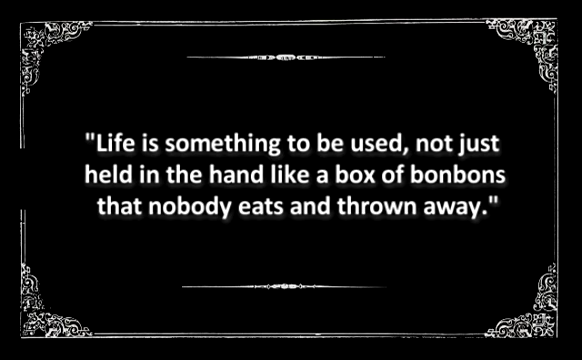 "Life is something to be used, not just
held in the hand like a box of bonbons
that nobody eats and thrown away."